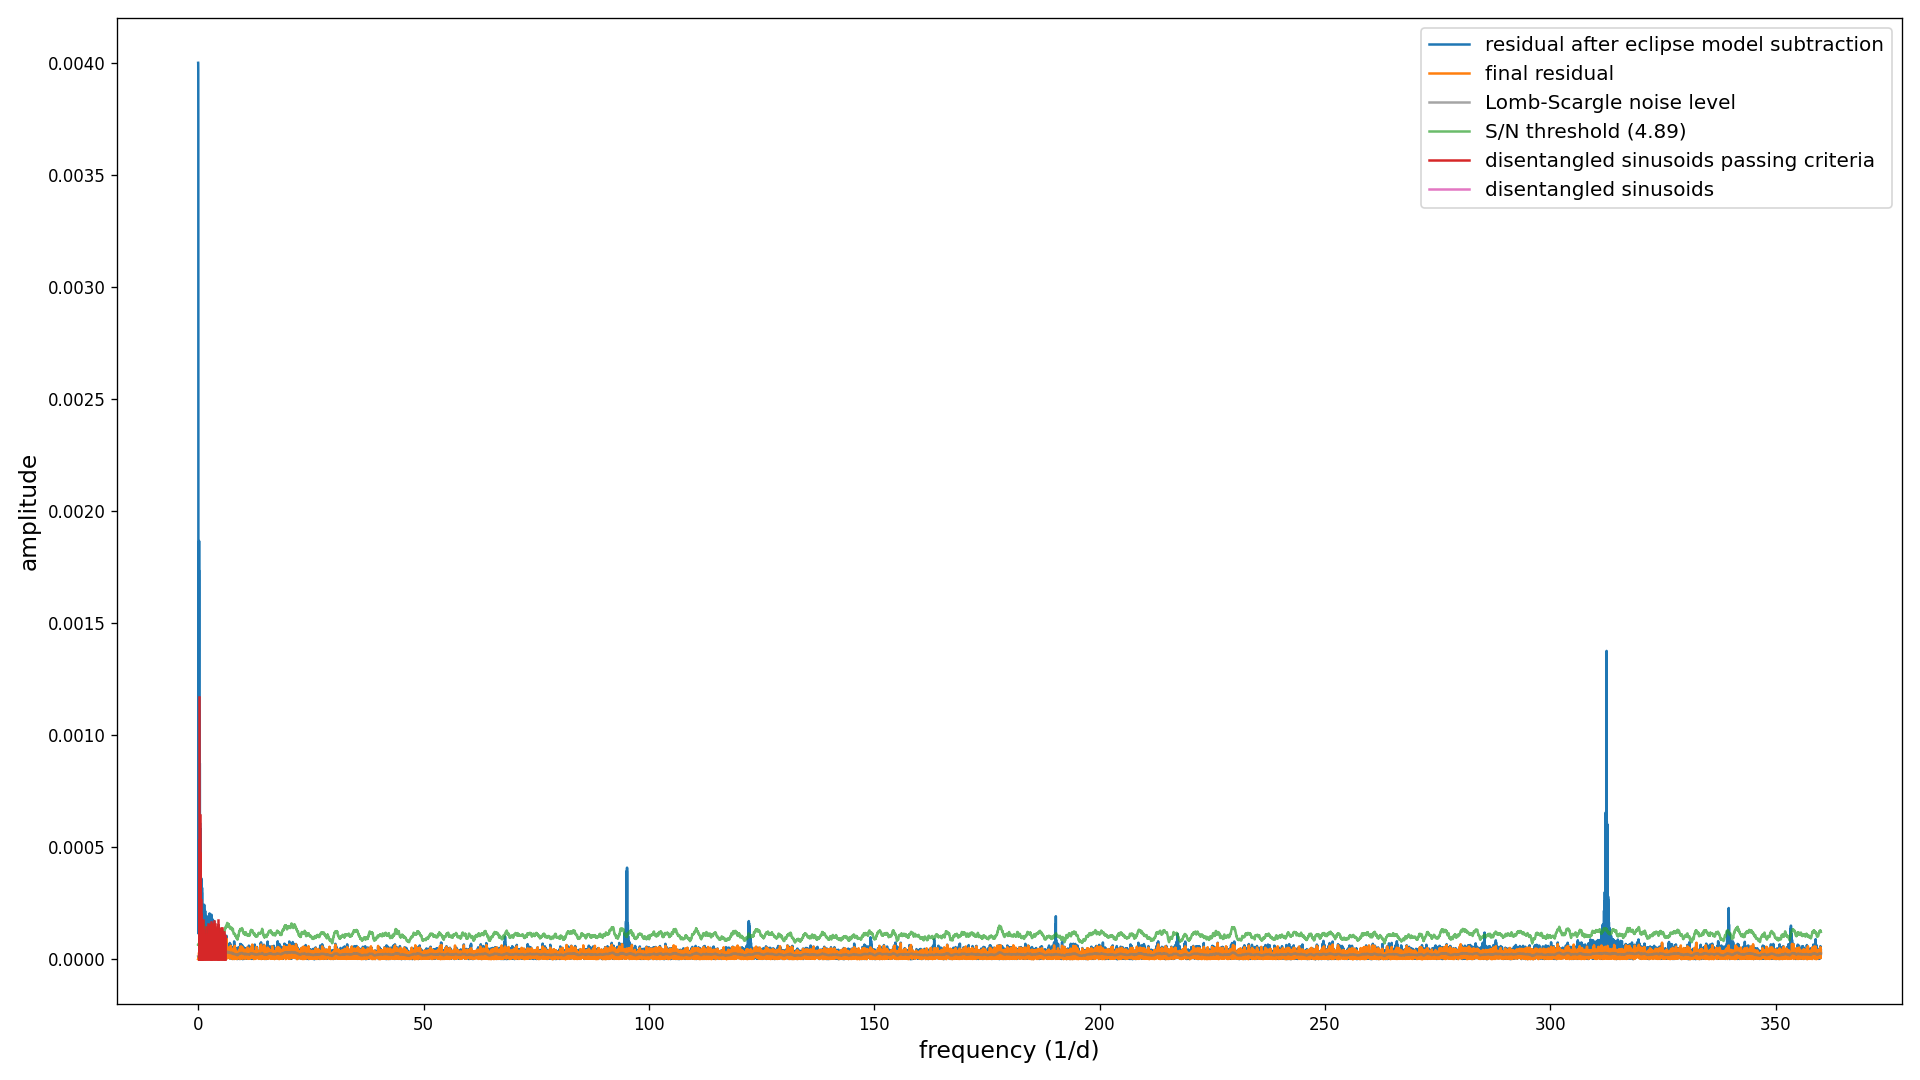 residual after eclipse model subtraction
final residual
Lomb-Scargle noise level
S/N threshold (4.89)
disentangled sinusoids passing criteria
disentangled sinusoids
amplitude
0.0040
0.0035
0.0030
0.0025
0.0020
0.0015
0.0010
0.0005
0.0000
0 50 100 150 200 250 300 350
frequency (1/d)